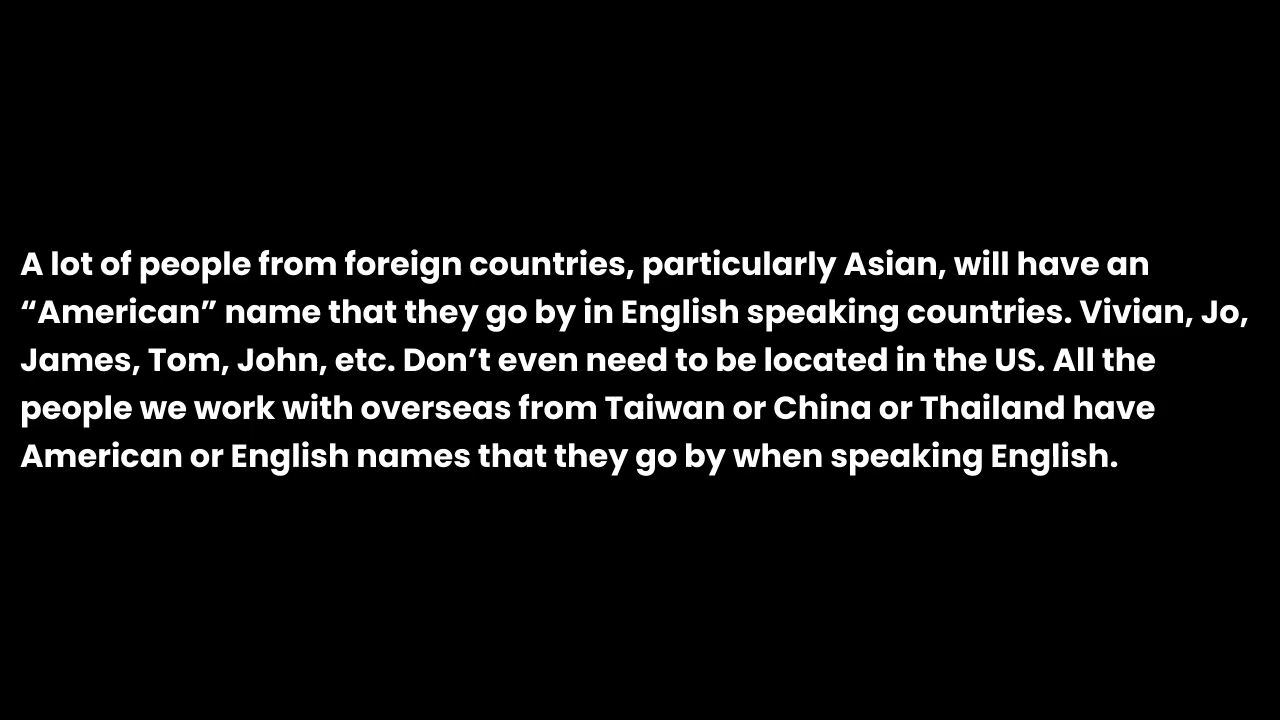 A lot of people from foreign countries, particularly Asian, will have an
“American” name that they go by in English speaking countries. Vivian, Jo,
James, Tom, John, etc. Don’t even need to be located in the US. All the
people we work with overseas from Taiwan or China or Thailand have
American or English names that they go by when speaking English.